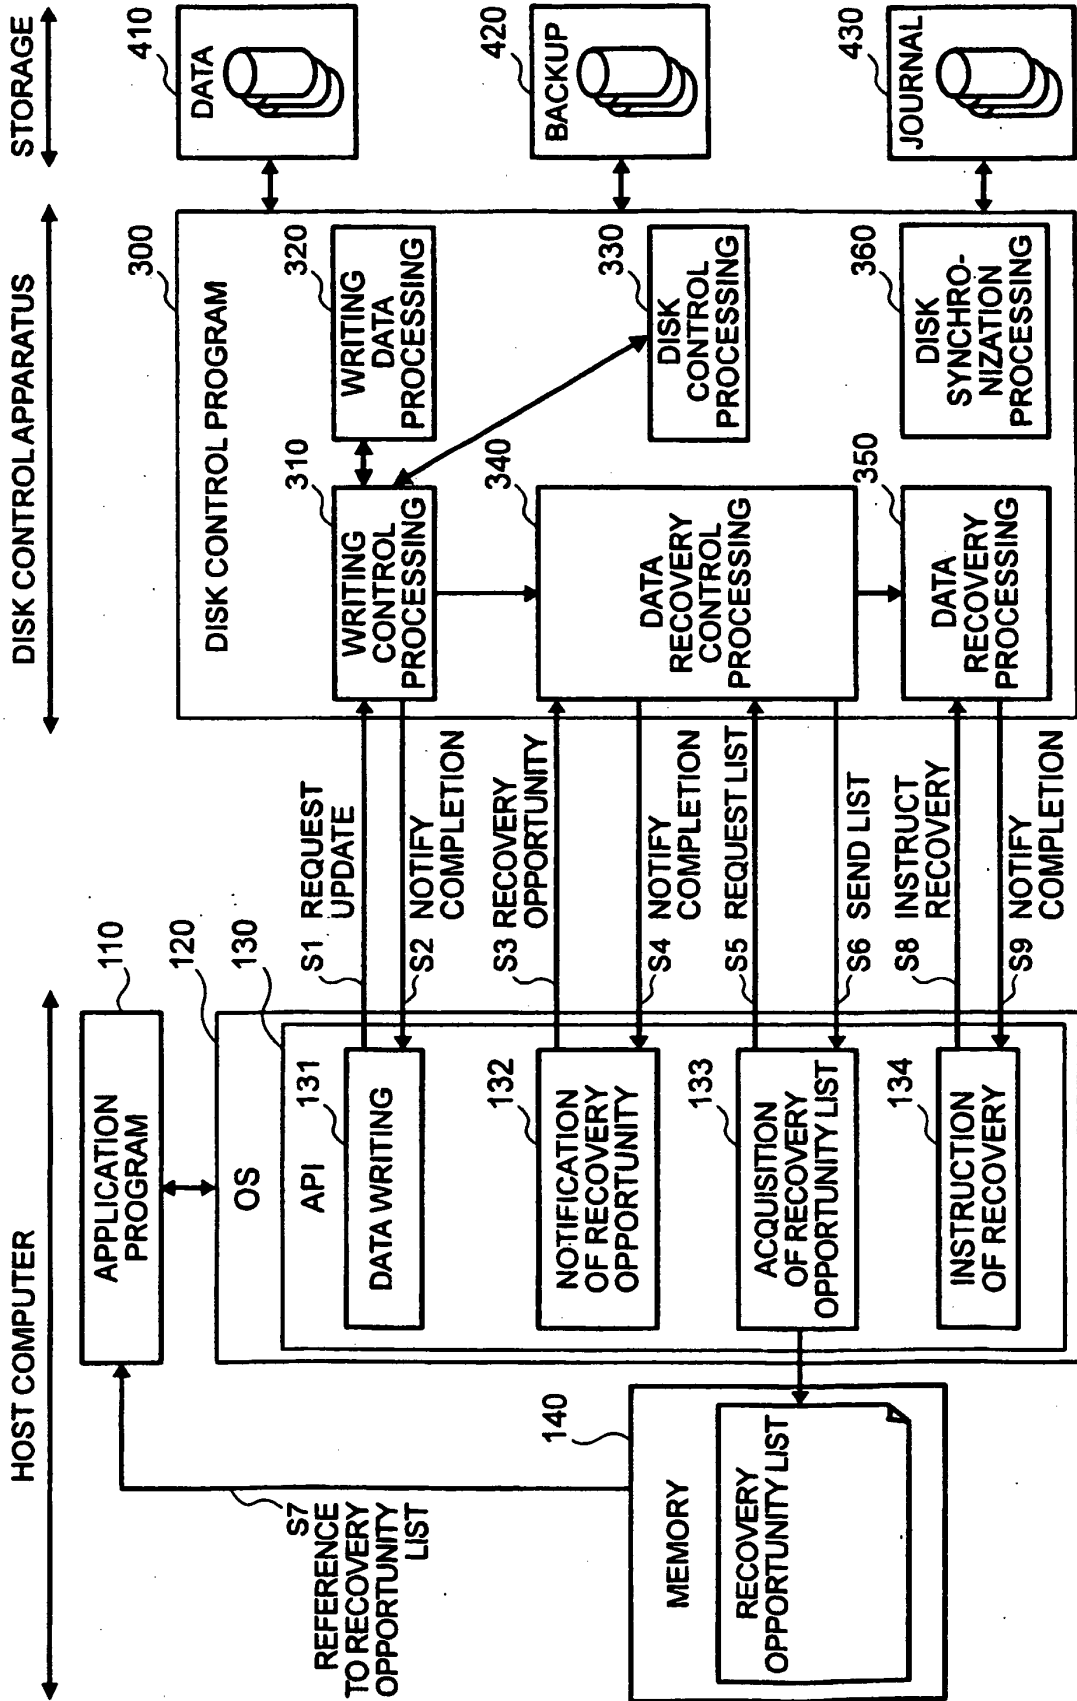 HOST COMPUTER
DISK CONTROL APPARATUS
STORAGE
APPLICATION
PROGRAM
110
120
130
OS
API
131
DATA WRITING
132
NOTIFICATION
OF RECOVERY
OPPORTUNITY
133
ACQUISITION
OF RECOVERY
OPPORTUNITY LIST
134
INSTRUCTION
OF RECOVERY
S7
REFERENCE
TO RECOVERY
OPPORTUNITY
LIST
140
MEMORY
RECOVERY
OPPORTUNITY LIST
S1 REQUEST
UPDATE
S2 NOTIFY
COMPLETION
S3 RECOVERY
OPPORTUNITY
S4 NOTIFY
COMPLETION
S5 REQUEST LIST
S6 SEND LIST
S8 INSTRUCT
RECOVERY
S9 NOTIFY
COMPLETION
300
DISK CONTROL PROGRAM
310
WRITING
CONTROL
PROCESSING
320
WRITING
DATA
PROCESSING
330
DISK
CONTROL
PROCESSING
340
DATA
RECOVERY
CONTROL
PROCESSING
350
DATA
RECOVERY
PROCESSING
360
DISK
SYNCHRO-
NIZATION
PROCESSING
410
DATA
420
BACKUP
430
JOURNAL